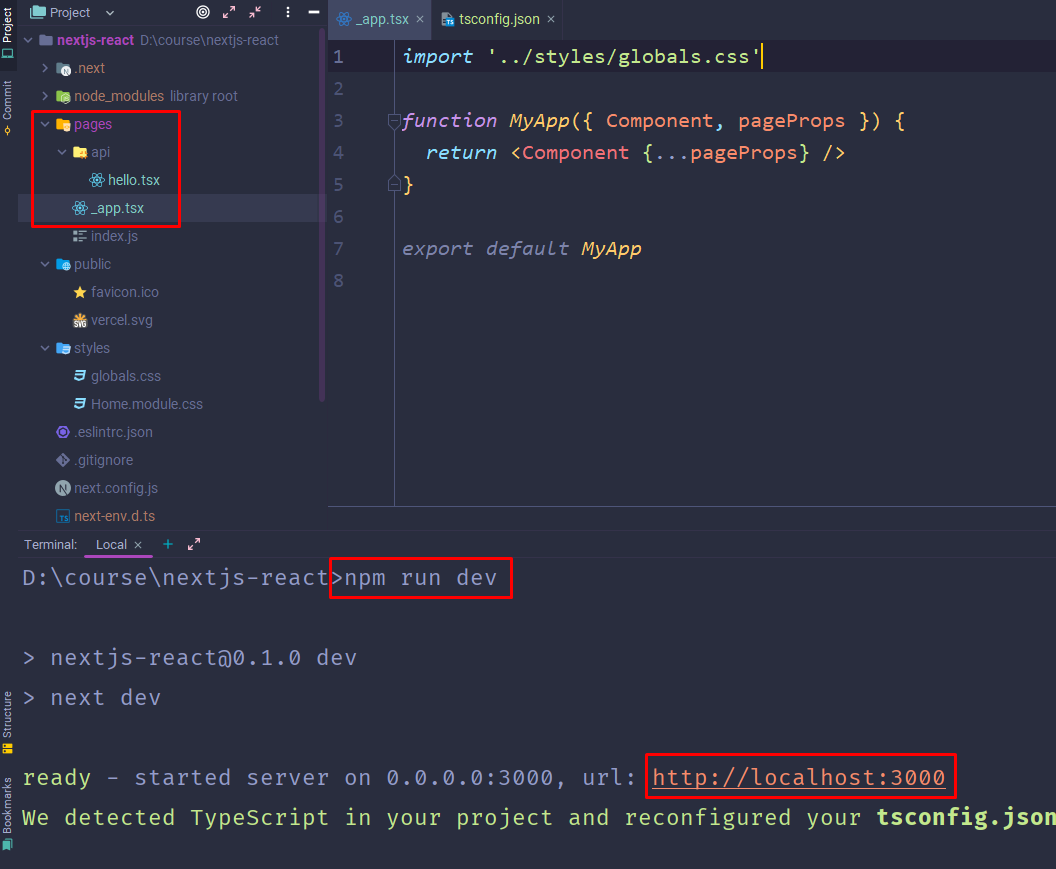 Project
_app.tsx
tsconfig.json
Project
Commit
nextjs-react D:\course\nextjs-react
.next
node_modules library root
pages
api
hello.tsx
_app.tsx
index.js
public
favicon.ico
vercel.svg
styles
globals.css
Home.module.css
.eslintrc.json
.gitignore
next.config.js
next-env.d.ts
1 import '../styles/globals.css'
2
3 function MyApp({ Component, pageProps }) {
4 return <Component {...pageProps} />
5 }
6
7 export default MyApp
8
Terminal: Local
D:\course\nextjs-react>npm run dev
> nextjs-react@0.1.0 dev
> next dev
Structure
Bookmarks
ready - started server on 0.0.0.0:3000, url: http://localhost:3000
We detected TypeScript in your project and reconfigured your tsconfig.json